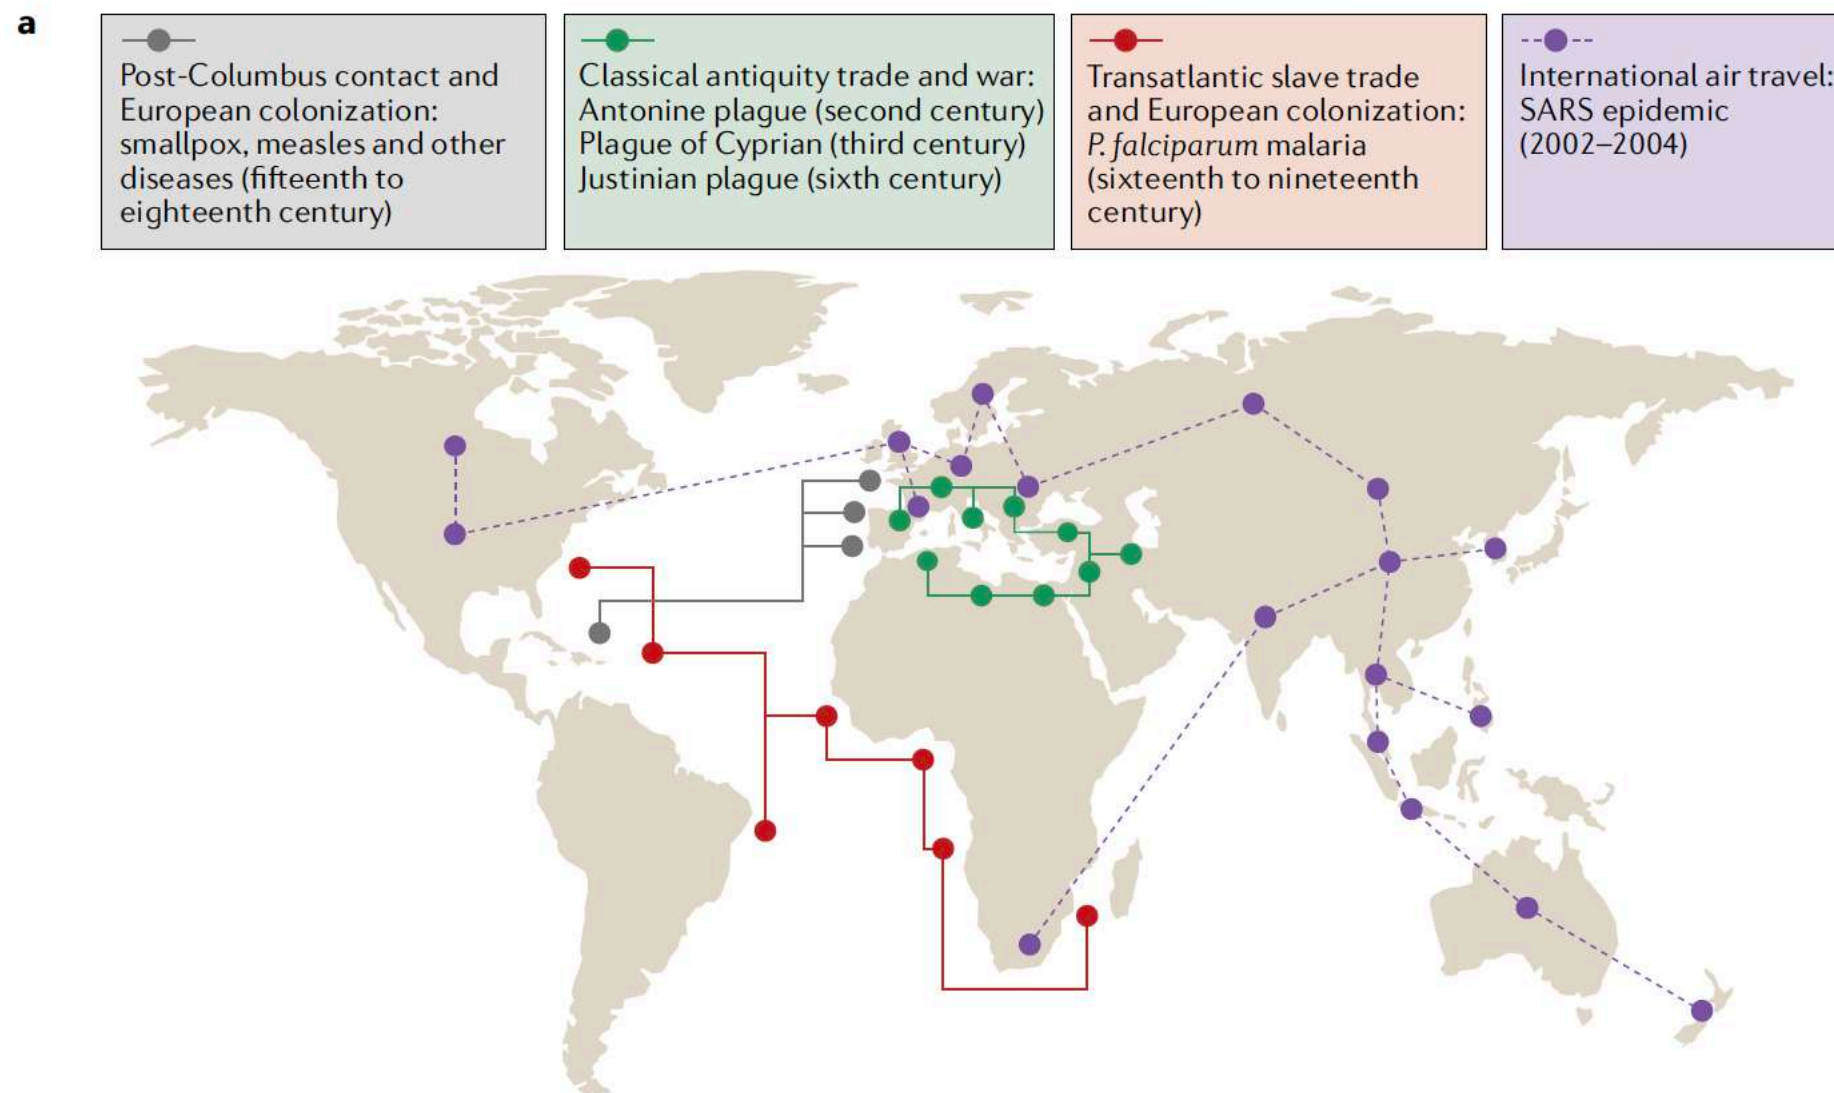 a
Post-Columbus contact and
European colonization:
smallpox, measles and other
diseases (fifteenth to
eighteenth century)
Classical antiquity trade and war:
Antonine plague (second century)
Plague of Cyprian (third century)
Justinian plague (sixth century)
Transatlantic slave trade
and European colonization:
P. falciparum malaria
(sixteenth to nineteenth
century)
International air travel:
SARS epidemic
(2002–2004)